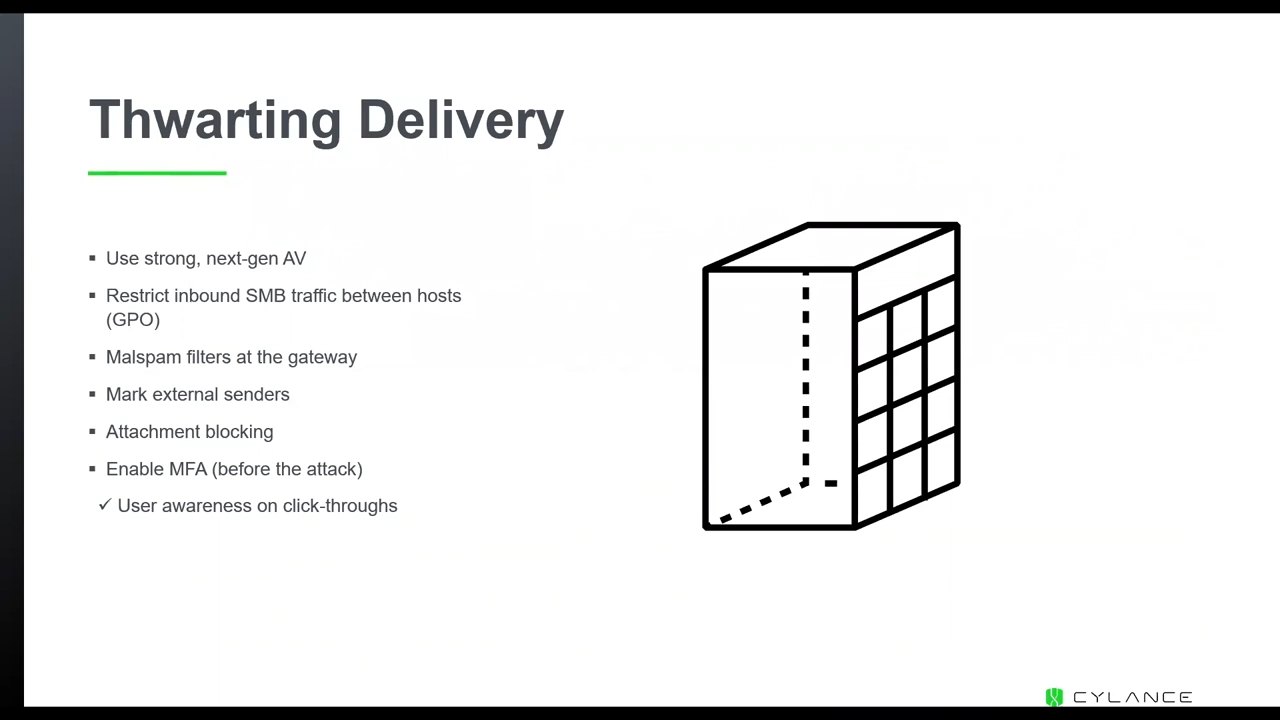 Thwarting Delivery
▪ Use strong, next-gen AV
▪ Restrict inbound SMB traffic between hosts
(GPO)
▪ Malspam filters at the gateway
▪ Mark external senders
▪ Attachment blocking
▪ Enable MFA (before the attack)
✓ User awareness on click-throughs
CYLANCE